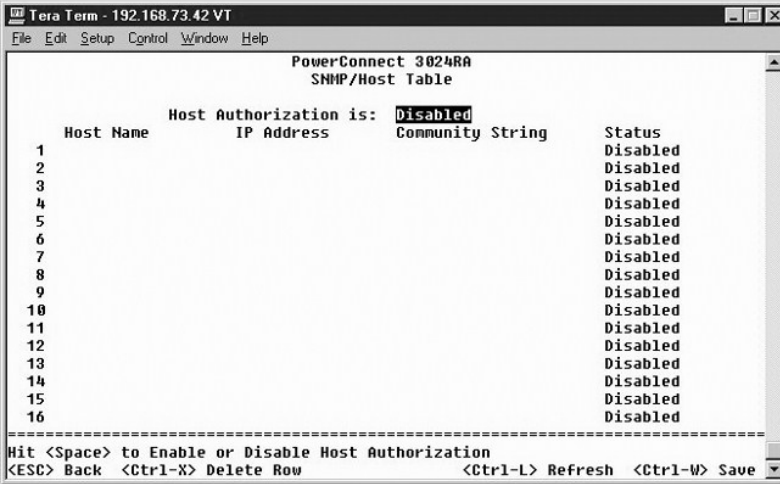 Tera Term - 192.168.73.42 VT
File Edit Setup Control Window Help
PowerConnect 3024RA
SNMP/Host Table
Host Authorization is: Disabled
Host Name IP Address Community String Status
1 Disabled
2 Disabled
3 Disabled
4 Disabled
5 Disabled
6 Disabled
7 Disabled
8 Disabled
9 Disabled
10 Disabled
11 Disabled
12 Disabled
13 Disabled
14 Disabled
15 Disabled
16 Disabled
Hit <Space> to Enable or Disable Host Authorization
<ESC> Back <Ctrl-X> Delete Row <Ctrl-L> Refresh <Ctrl-W> Save